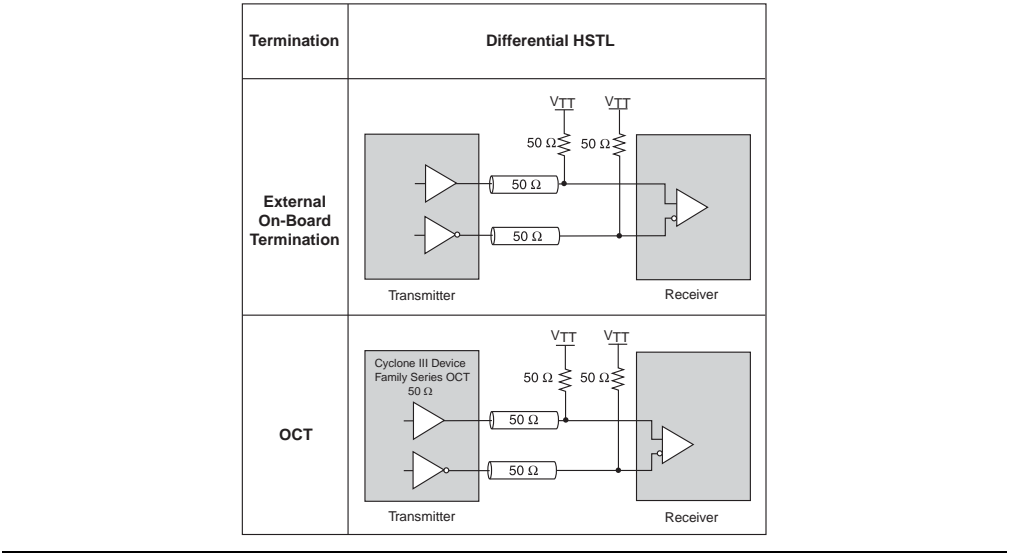 Termination Differential HSTL
External
On-Board
Termination
VTT VTT
50 Ω 50 Ω
50 Ω
50 Ω
Transmitter Receiver
OCT
Cyclone III Device
Family Series OCT
50 Ω
VTT VTT
50 Ω 50 Ω
50 Ω
50 Ω
Transmitter Receiver